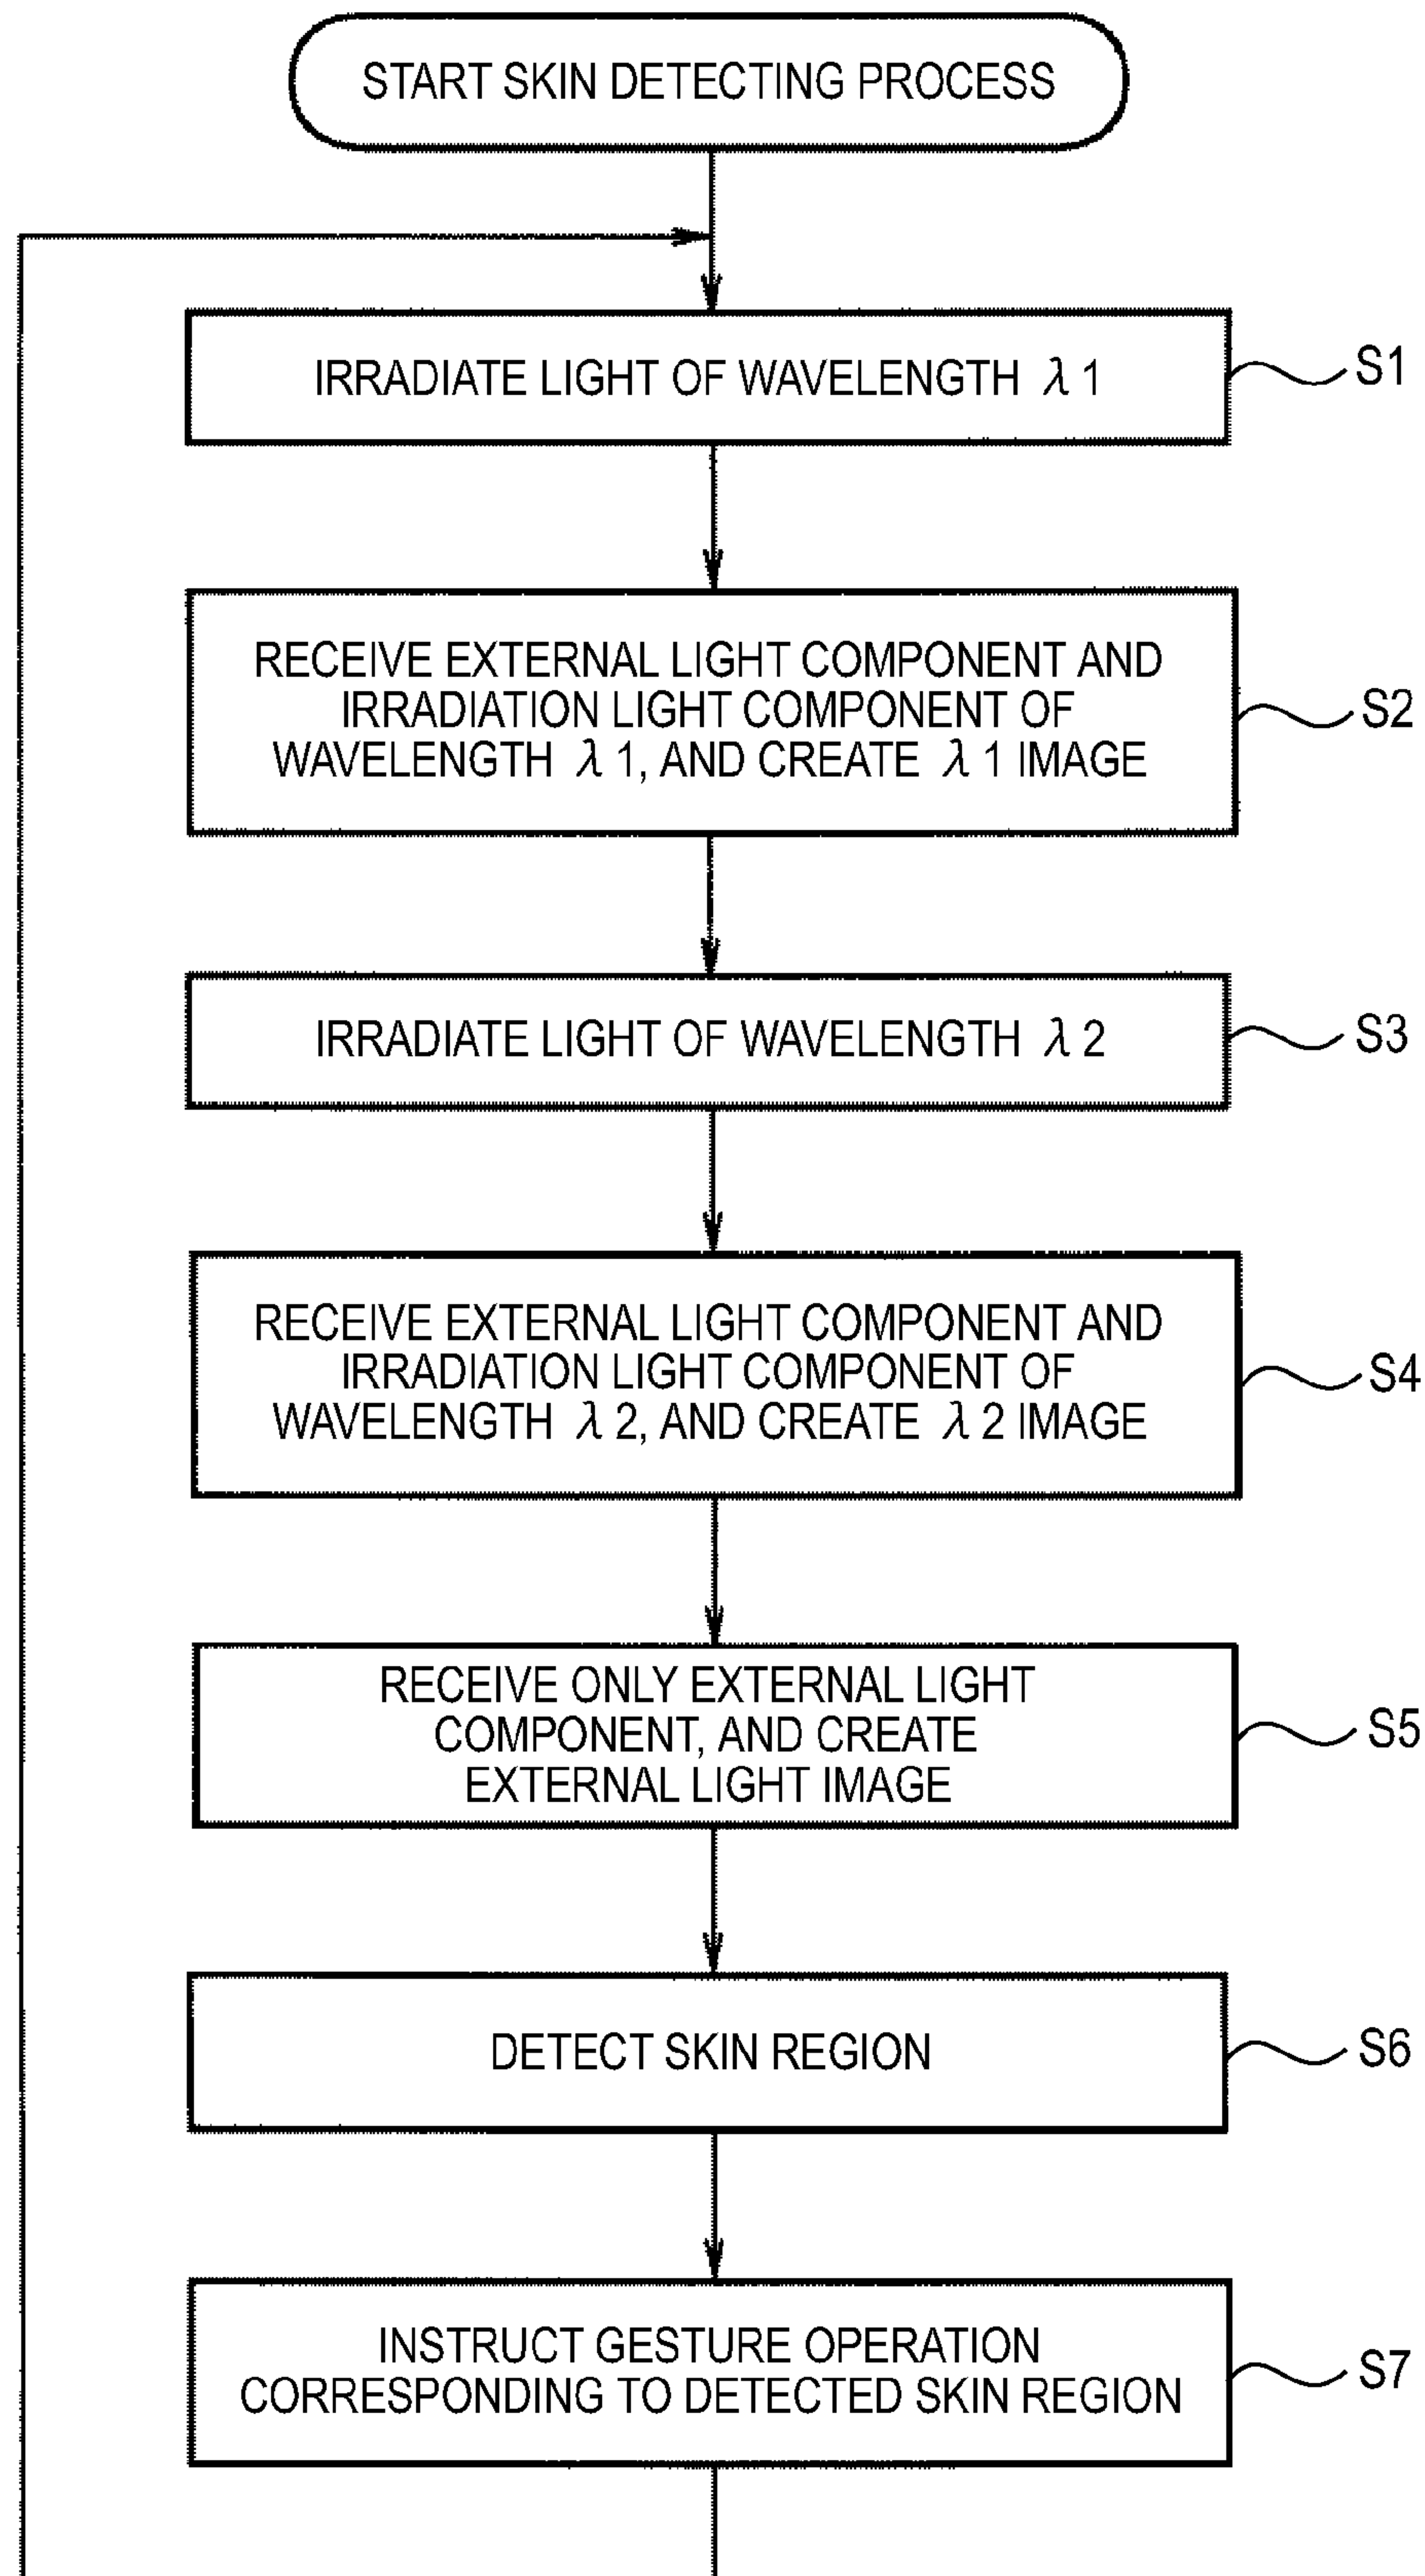 START SKIN DETECTING PROCESS
IRRADIATE LIGHT OF WAVELENGTH λ1
S1
RECEIVE EXTERNAL LIGHT COMPONENT AND
IRRADIATION LIGHT COMPONENT OF
WAVELENGTH λ1, AND CREATE λ1 IMAGE
S2
IRRADIATE LIGHT OF WAVELENGTH λ2
S3
RECEIVE EXTERNAL LIGHT COMPONENT AND
IRRADIATION LIGHT COMPONENT OF
WAVELENGTH λ2, AND CREATE λ2 IMAGE
S4
RECEIVE ONLY EXTERNAL LIGHT
COMPONENT, AND CREATE
EXTERNAL LIGHT IMAGE
S5
DETECT SKIN REGION
S6
INSTRUCT GESTURE OPERATION
CORRESPONDING TO DETECTED SKIN REGION
S7